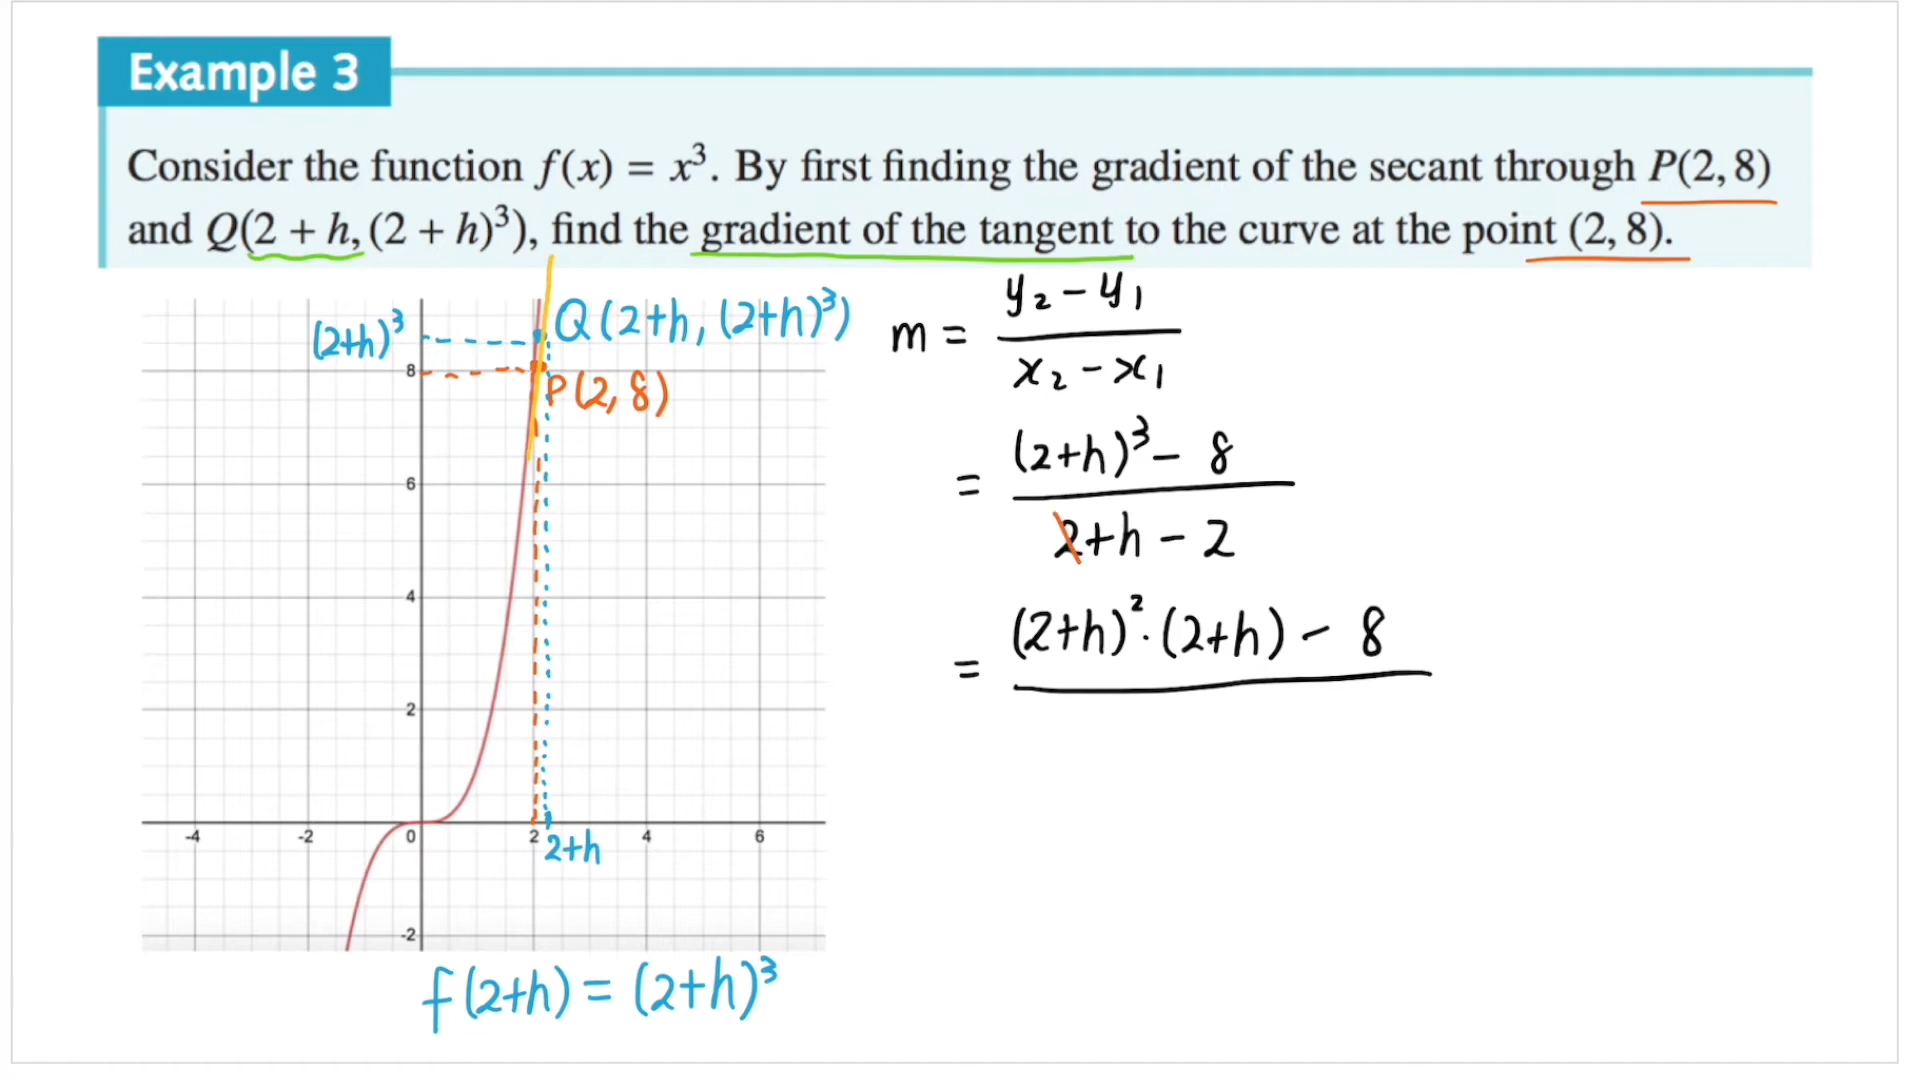 Example 3
Consider the function f(x) = x³. By first finding the gradient of the secant through P(2, 8)
and Q(2 + h, (2 + h)³), find the gradient of the tangent to the curve at the point (2, 8).
(2+h)³
Q(2+h, (2+h)³)
P(2, 8)
8
6
4
2
-4 -2 0 2 4 6
2+h
-2
f(2+h) = (2+h)³
m = y₂ - y₁
x₂ - x₁
= (2+h)³ - 8
2+h - 2
= (2+h)² · (2+h) - 8